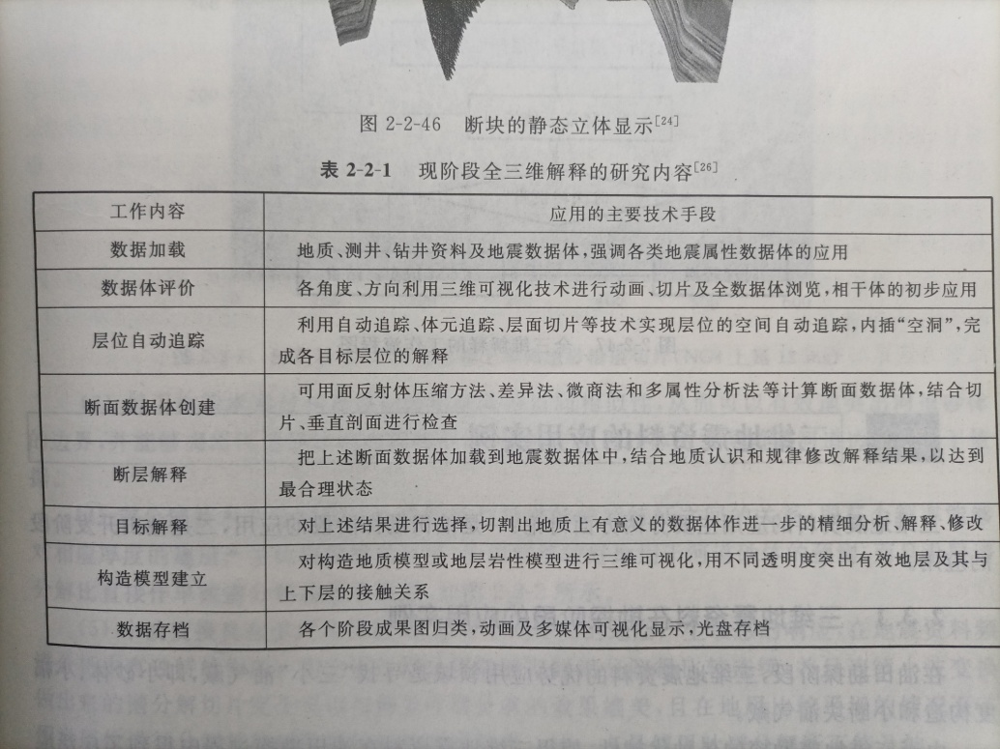 图 2-2-46 断块的静态立体显示[24]
表 2-2-1 现阶段全三维解释的研究内容[26]
工作内容 应用的主要技术手段
数据加载 地质、测井、钻井资料及地震数据体,强调各类地震属性数据体的应用
数据体评价 各角度、方向利用三维可视化技术进行动画、切片及全数据体浏览,相干体的初步应用
层位自动追踪 利用自动追踪、体元追踪、层面切片等技术实现层位的空间自动追踪,内插“空洞”,完
成各目标层位的解释
断面数据体创建 可用面反射体压缩方法、差异法、微商法和多属性分析法等计算断面数据体,结合切
片、垂直剖面进行检查
断层解释 把上述断面数据体加载到地震数据体中,结合地质认识和规律修改解释结果,以达到
最合理状态
目标解释 对上述结果进行选择,切割出地质上有意义的数据体作进一步的精细分析、解释、修改
构造模型建立 对构造地质模型或地层岩性模型进行三维可视化,用不同透明度突出有效地层及其与
上下层的接触关系
数据存档 各个阶段成果图归类,动画及多媒体可视化显示,光盘存档